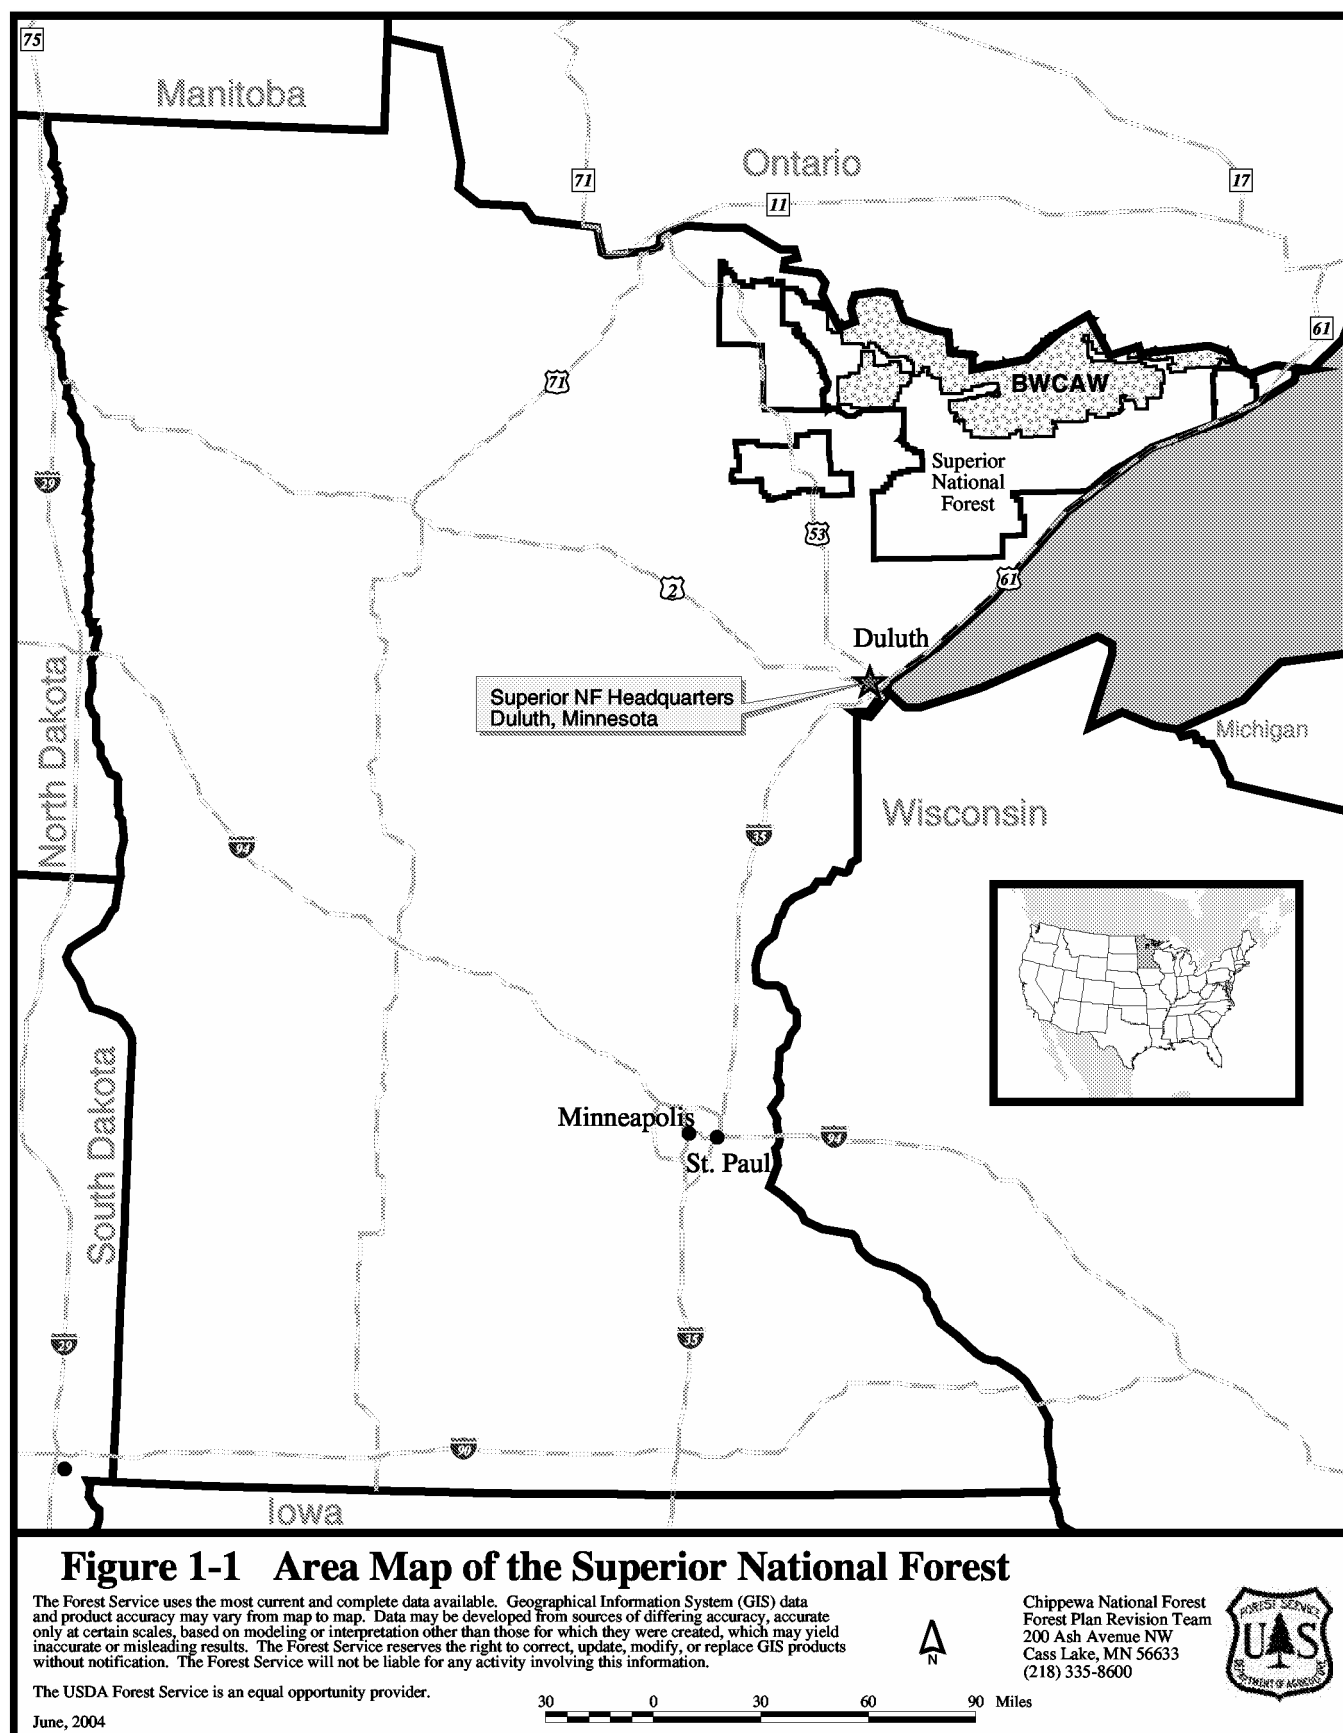 75
Manitoba
Ontario
71
17
11
61
71
BWCAW
29
Superior
National
Forest
53
61
2
Duluth
Superior NF Headquarters
Duluth, Minnesota
North Dakota
Michigan
Wisconsin
94
35
South Dakota
Minneapolis
94
St. Paul
29
35
90
Iowa
Figure 1-1 Area Map of the Superior National Forest
The Forest Service uses the most current and complete data available. Geographical Information System (GIS) data
and product accuracy may vary from map to map. Data may be developed from sources of differing accuracy, accurate
only at certain scales, based on modeling or interpretation other than those for which they were created, which may yield
inaccurate or misleading results. The Forest Service reserves the right to correct, update, modify, or replace GIS products
without notification. The Forest Service will not be liable for any activity involving this information.
The USDA Forest Service is an equal opportunity provider.
June, 2004
N
30 0 30 60 90 Miles
Chippewa National Forest
Forest Plan Revision Team
200 Ash Avenue NW
Cass Lake, MN 56633
(218) 335-8600
FOREST SERVICE
U S
DEPARTMENT OF AGRICULTURE